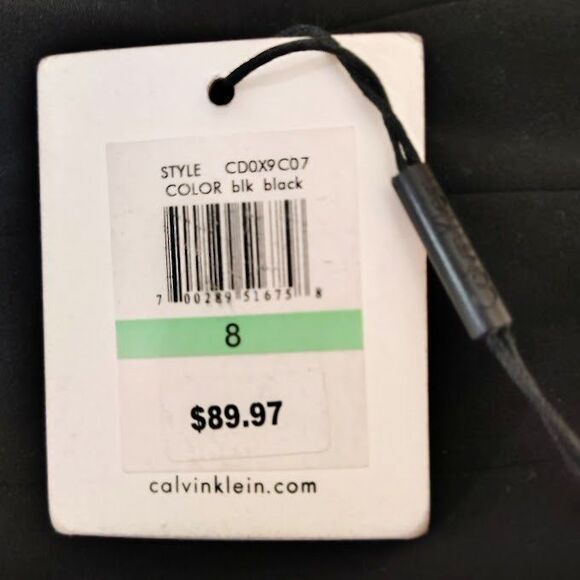 STYLE CD0X9C07
COLOR blk black
7 00289 51675 8
8
$89.97
calvinklein.com